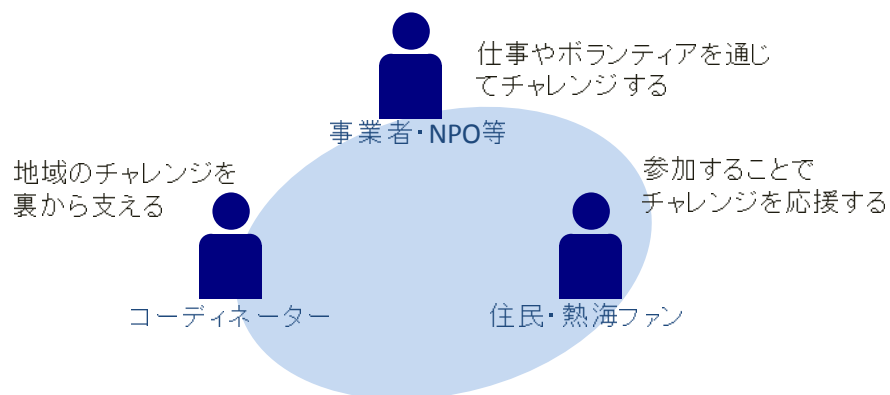 仕事やボランティアを通じ
てチャレンジする
事業者・NPO等
地域のチャレンジを
裏から支える
参加することで
チャレンジを応援する
コーディネーター
住民・熱海ファン